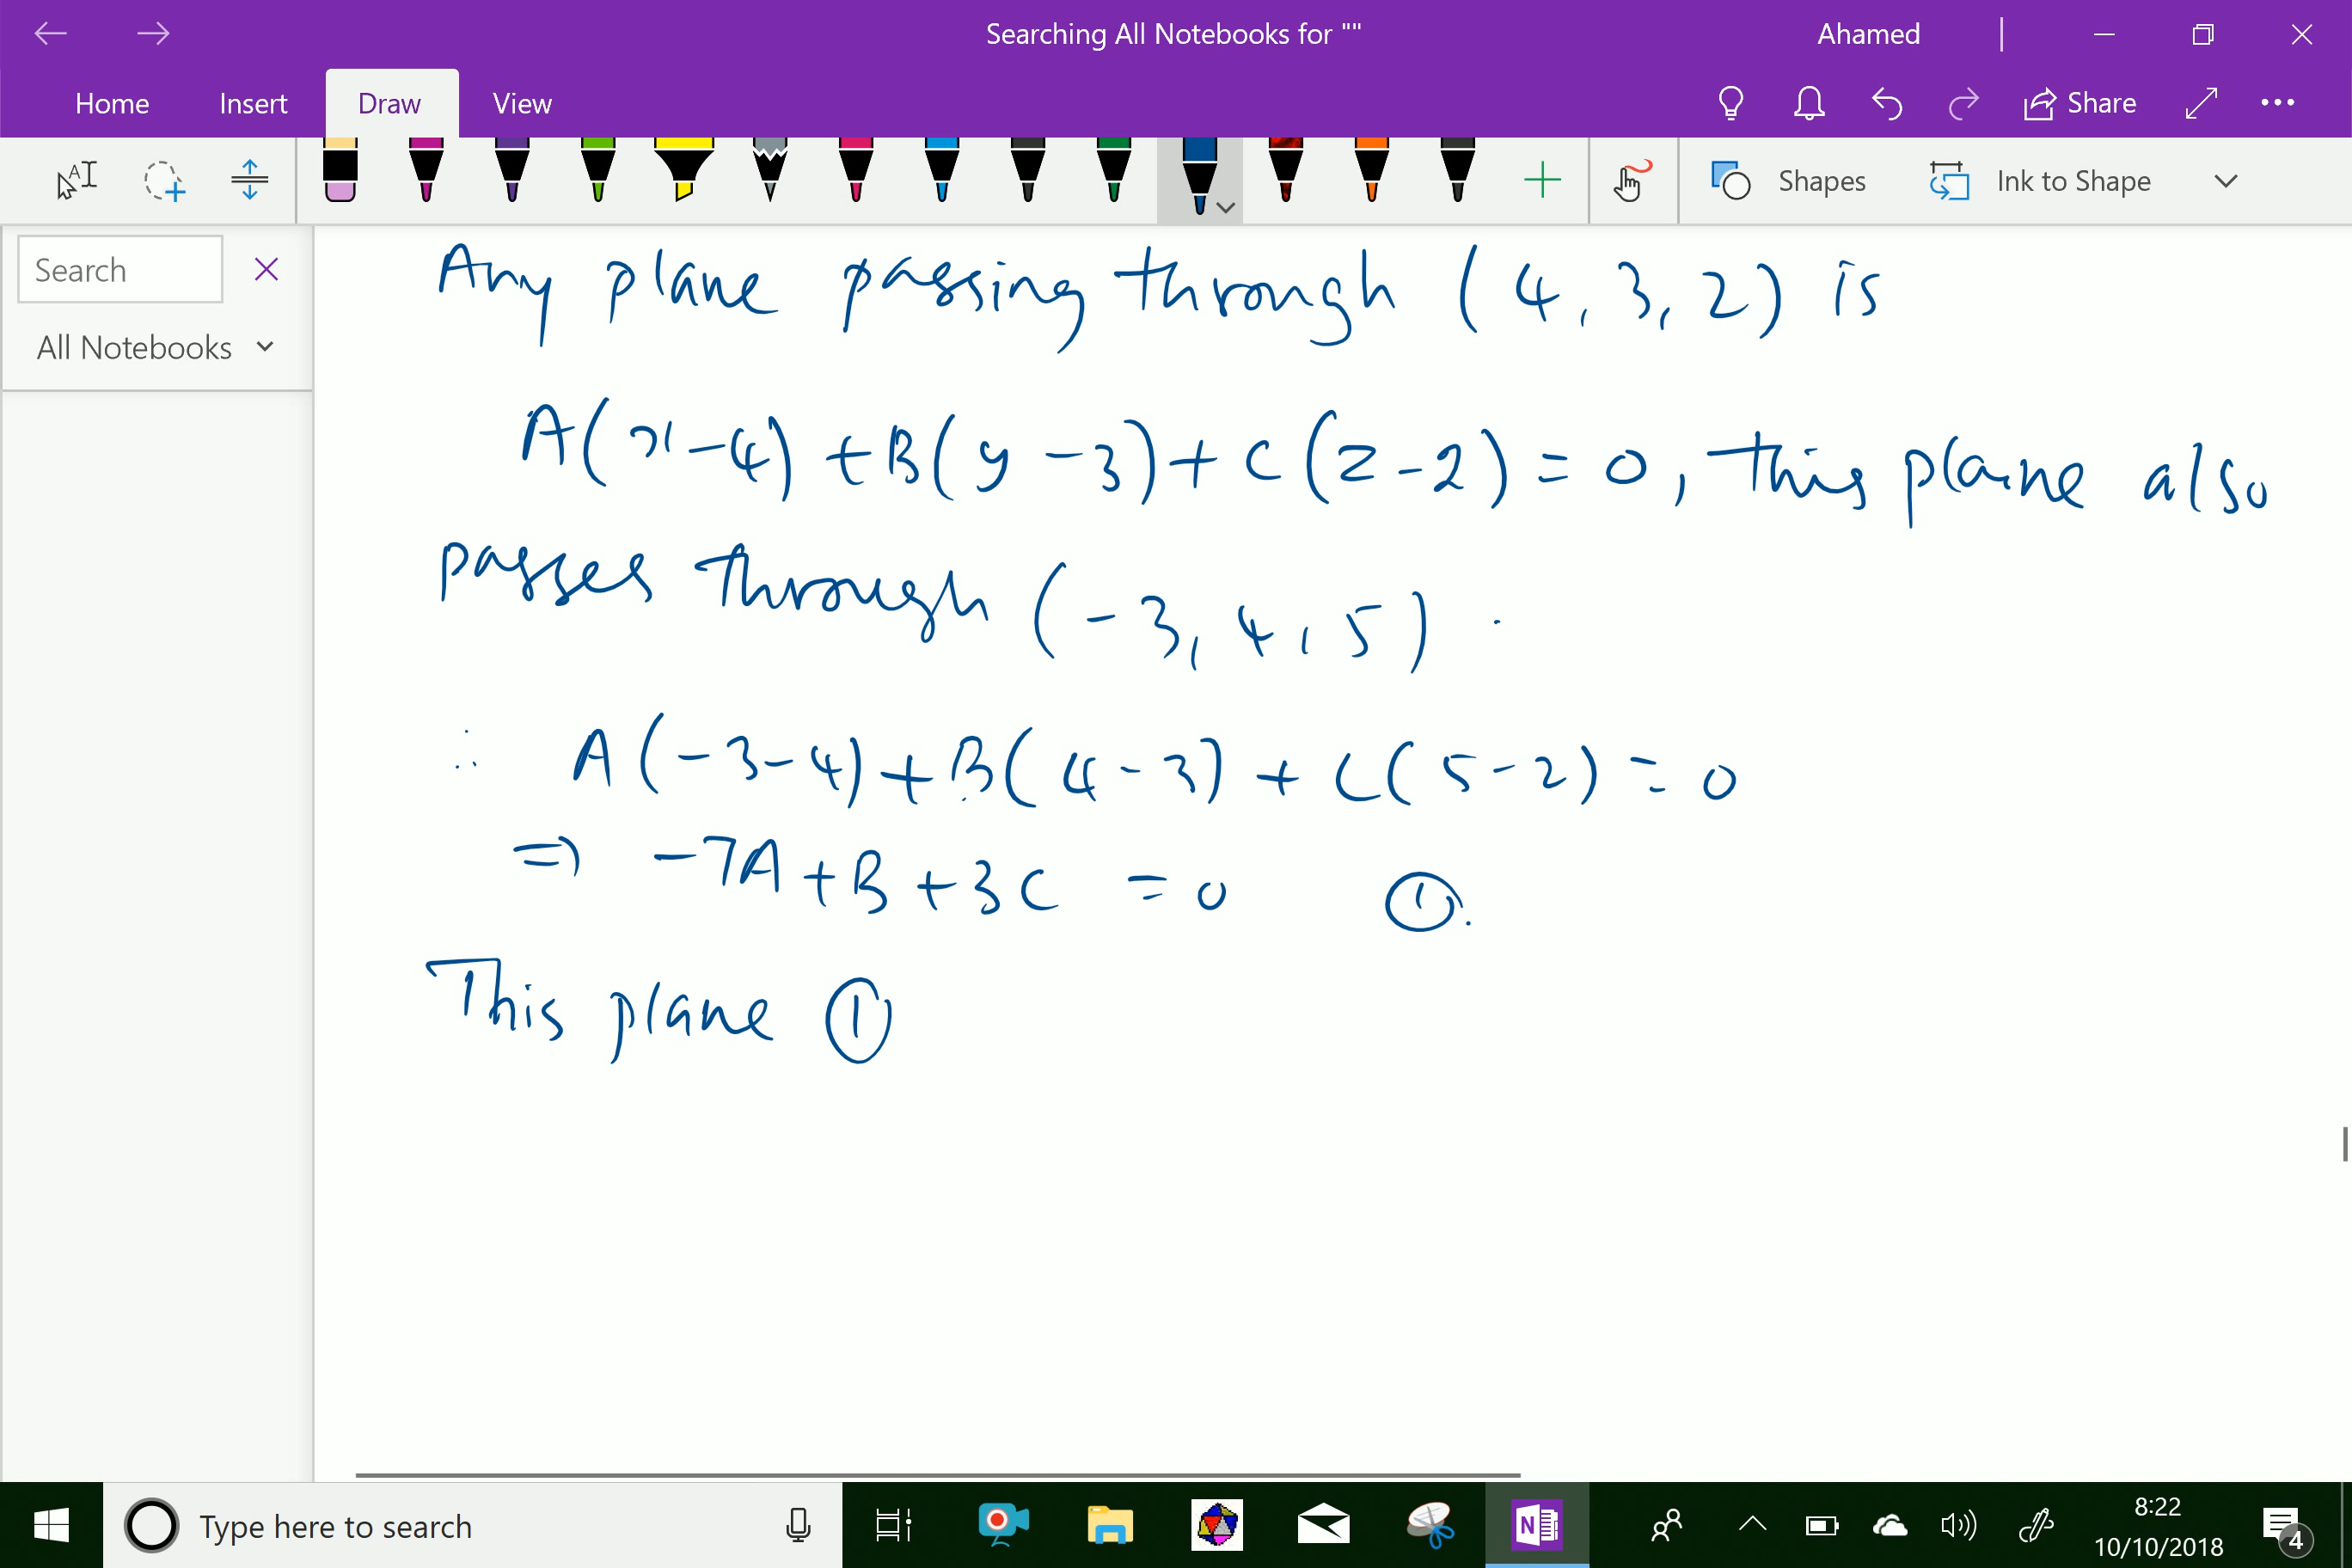 Searching All Notebooks for ""
Ahamed
Home Insert Draw View
Share
Shapes
Ink to Shape
Search
All Notebooks
Any plane passing through (4, 3, 2) is
A(x-4) + B(y-3) + C(z-2) = 0, This plane also
passes through (-3, 4, 5).
∴ A(-3-4) + B(4-3) + C(5-2) = 0
⇒ -7A + B + 3C = 0 ①.
This plane ①
Type here to search
N
8:22
10/10/2018
4